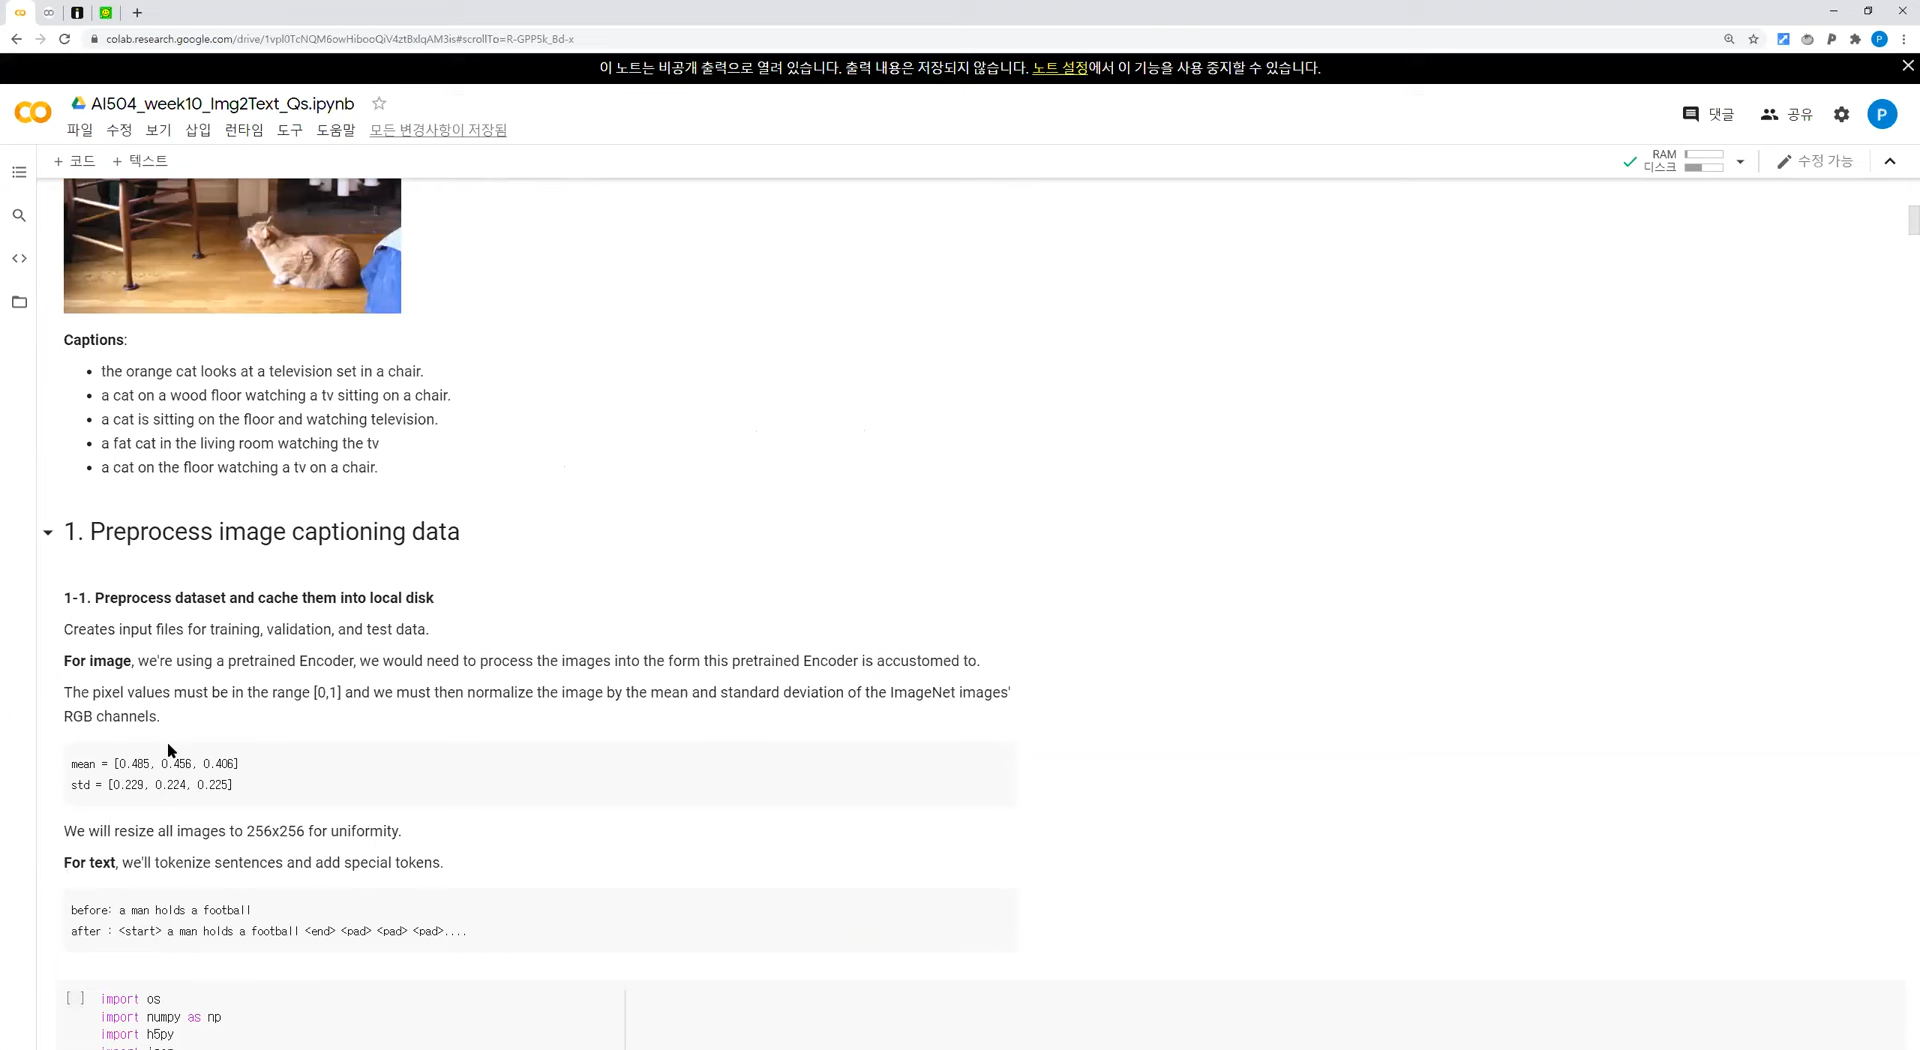 colab.research.google.com/drive/1vpl0TcNQM6owHibooQiV4ztBxlqAM3is#scrollTo=R-GPP5k_Bd-x
P
이 노트는 비공개 출력으로 열려 있습니다. 출력 내용은 저장되지 않습니다. 노트 설정에서 이 기능을 사용 중지할 수 있습니다.
AI504_week10_Img2Text_Qs.ipynb
파일 수정 보기 삽입 런타임 도구 도움말 모든 변경사항이 저장됨
댓글 공유 P
+ 코드 + 텍스트
RAM
디스크
수정 가능
Captions:
• the orange cat looks at a television set in a chair.
• a cat on a wood floor watching a tv sitting on a chair.
• a cat is sitting on the floor and watching television.
• a fat cat in the living room watching the tv
• a cat on the floor watching a tv on a chair.
1. Preprocess image captioning data
1-1. Preprocess dataset and cache them into local disk
Creates input files for training, validation, and test data.
For image, we're using a pretrained Encoder, we would need to process the images into the form this pretrained Encoder is accustomed to.
The pixel values must be in the range [0,1] and we must then normalize the image by the mean and standard deviation of the ImageNet images'
RGB channels.
mean = [0.485, 0.456, 0.406]
std = [0.229, 0.224, 0.225]
We will resize all images to 256x256 for uniformity.
For text, we'll tokenize sentences and add special tokens.
before: a man holds a football
after : <start> a man holds a football <end> <pad> <pad> <pad>....
[ ] import os
import numpy as np
import h5py